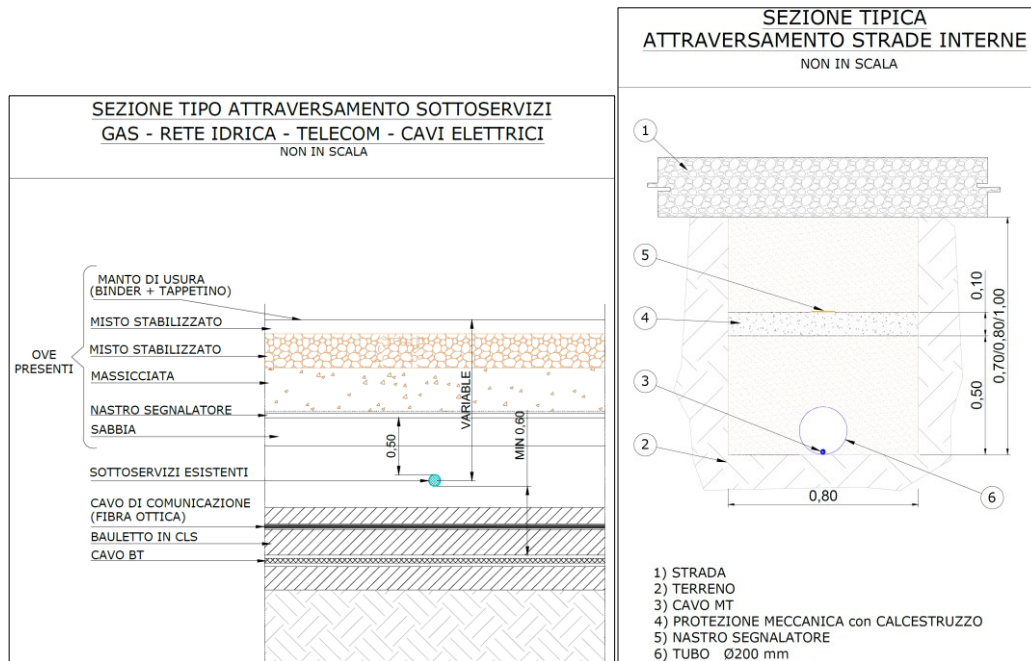 SEZIONE TIPO ATTRAVERSAMENTO SOTTOSERVIZI
GAS - RETE IDRICA - TELECOM - CAVI ELETTRICI
NON IN SCALA
OVE
PRESENTI
MANTO DI USURA
(BINDER + TAPPETINO)
MISTO STABILIZZATO
MISTO STABILIZZATO
MASSICCIATA
NASTRO SEGNALATORE
SABBIA
SOTTOSERVIZI ESISTENTI
CAVO DI COMUNICAZIONE
(FIBRA OTTICA)
BAULETTO IN CLS
CAVO BT
0,50
VARIABLE
MIN 0,60
SEZIONE TIPICA
ATTRAVERSAMENTO STRADE INTERNE
NON IN SCALA
1
5
4
3
2
6
0,10
0,50
0,70/0,80/1,00
0,80
1) STRADA
2) TERRENO
3) CAVO MT
4) PROTEZIONE MECCANICA con CALCESTRUZZO
5) NASTRO SEGNALATORE
6) TUBO Ø200 mm